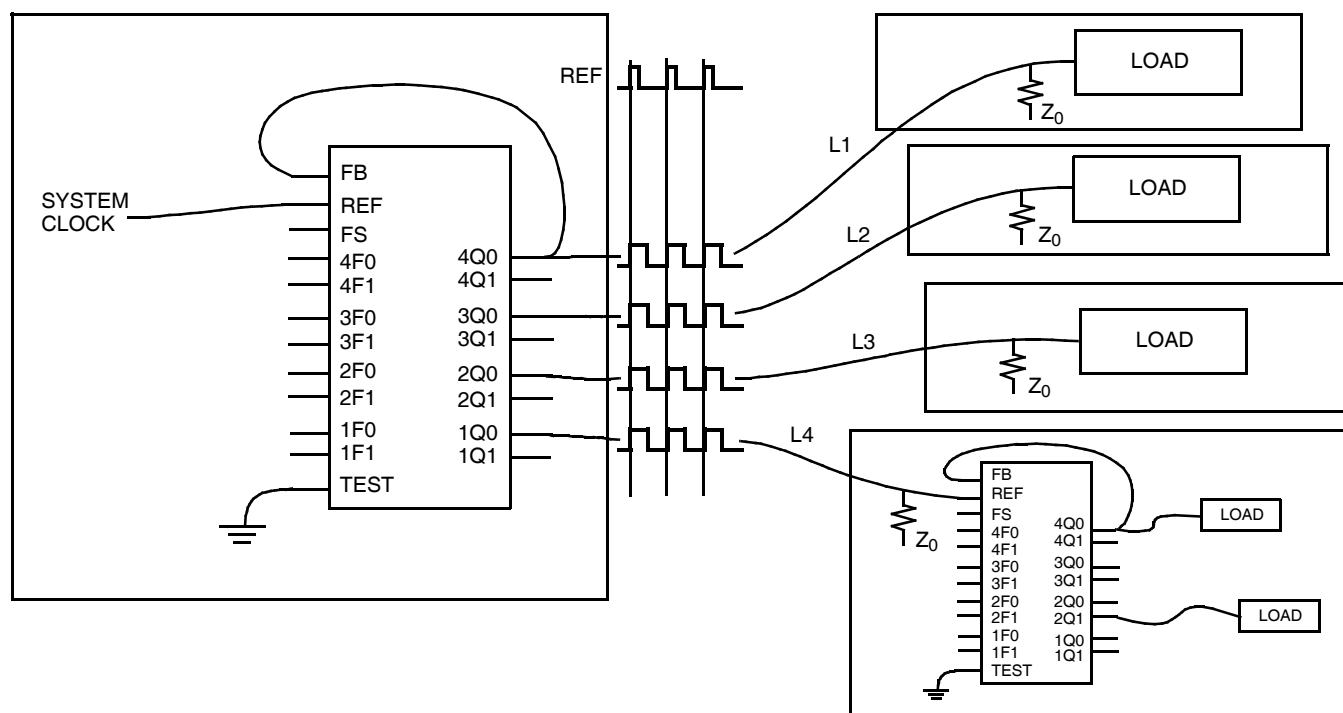 REF
SYSTEM
CLOCK
FB
REF
FS
4F0
4F1
3F0
3F1
2F0
2F1
1F0
1F1
TEST
4Q0
4Q1
3Q0
3Q1
2Q0
2Q1
1Q0
1Q1
L1
L2
L3
L4
LOAD
Z0
LOAD
Z0
LOAD
Z0
Z0
FB
REF
FS
4F0
4F1
3F0
3F1
2F0
2F1
1F0
1F1
TEST
4Q0
4Q1
3Q0
3Q1
2Q0
2Q1
1Q0
1Q1
LOAD
LOAD